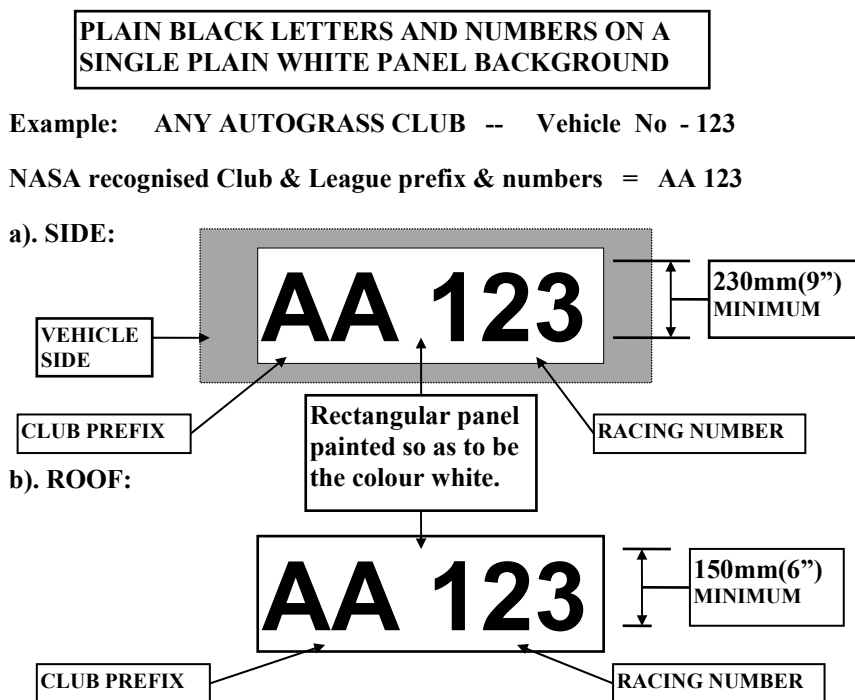 PLAIN BLACK LETTERS AND NUMBERS ON A
SINGLE PLAIN WHITE PANEL BACKGROUND
Example: ANY AUTOGRASS CLUB -- Vehicle No - 123
NASA recognised Club & League prefix & numbers = AA 123
a). SIDE:
AA 123
230mm(9”)
MINIMUM
VEHICLE
SIDE
CLUB PREFIX
Rectangular panel
painted so as to be
the colour white.
RACING NUMBER
b). ROOF:
AA 123
150mm(6”)
MINIMUM
CLUB PREFIX
RACING NUMBER